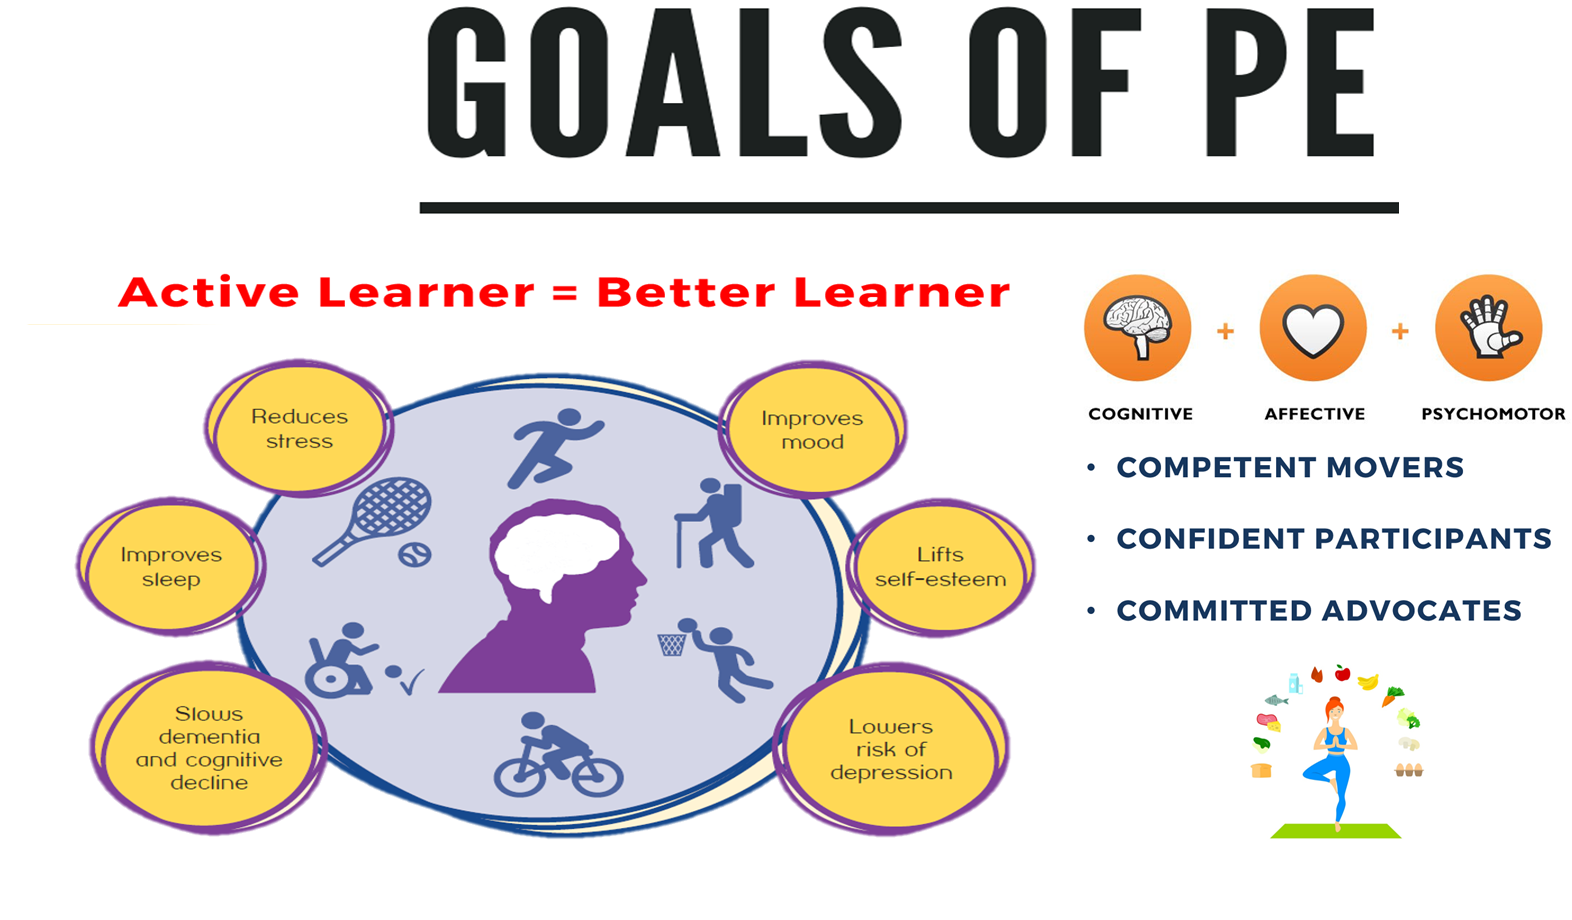 GOALS OF PE
Active Learner = Better Learner
Reduces
stress
Improves
mood
Improves
sleep
Lifts
self-esteem
Slows
dementia
and cognitive
decline
Lowers
risk of
depression
+ +
COGNITIVE AFFECTIVE PSYCHOMOTOR
• COMPETENT MOVERS
• CONFIDENT PARTICIPANTS
• COMMITTED ADVOCATES